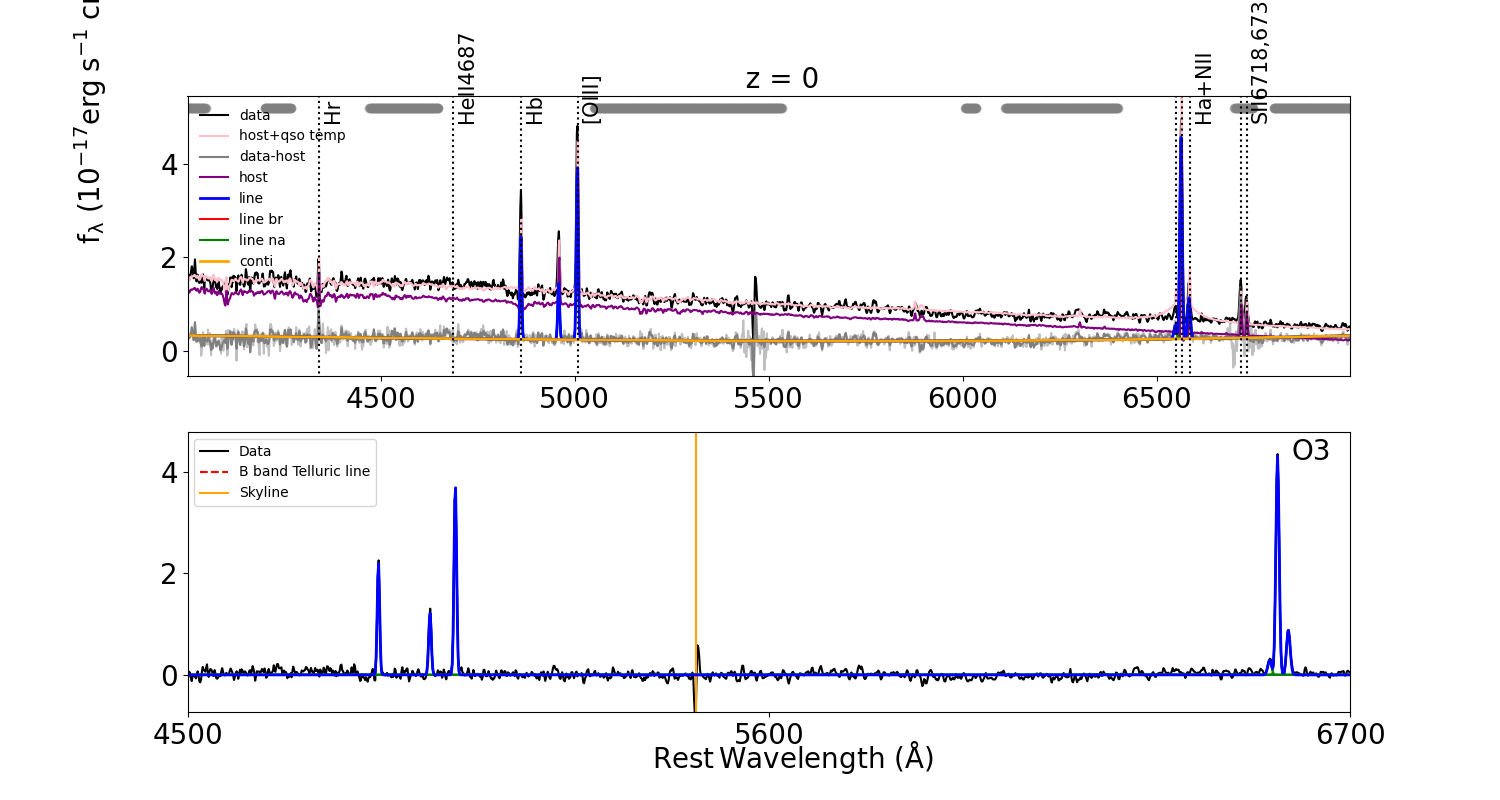 f_λ (10^−17 erg s^−1 c
z = 0
Hr
HeII4687
Hb
[OIII]
Ha+NII
SII6718,673
data
host+qso temp
data-host
host
line
line br
line na
conti
4
2
0
4500
5000
5500
6000
6500
Data
B band Telluric line
Skyline
O3
4
2
0
4500
5600
6700
Rest Wavelength (Å)